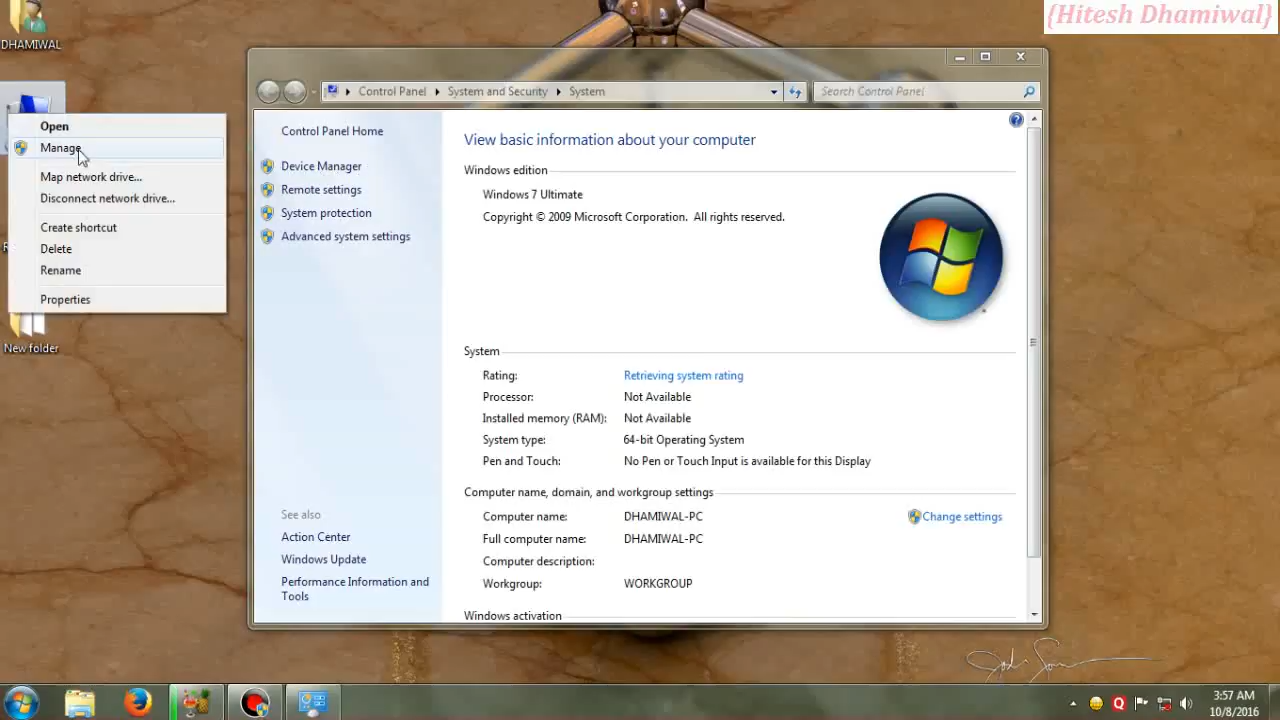 {Hitesh Dhamiwal}
DHAMIWAL
Control Panel
System and Security
System
Search Control Panel
Open
Manage
Map network drive...
Disconnect network drive...
Create shortcut
Delete
Rename
Properties
New folder
Control Panel Home
Device Manager
Remote settings
System protection
Advanced system settings
See also
Action Center
Windows Update
Performance Information and
Tools
View basic information about your computer
Windows edition
Windows 7 Ultimate
Copyright © 2009 Microsoft Corporation. All rights reserved.
System
Rating: Retrieving system rating
Processor: Not Available
Installed memory (RAM): Not Available
System type: 64-bit Operating System
Pen and Touch: No Pen or Touch Input is available for this Display
Computer name, domain, and workgroup settings
Computer name: DHAMIWAL-PC
Change settings
Full computer name: DHAMIWAL-PC
Computer description:
Workgroup: WORKGROUP
Windows activation
3:57 AM
10/8/2016